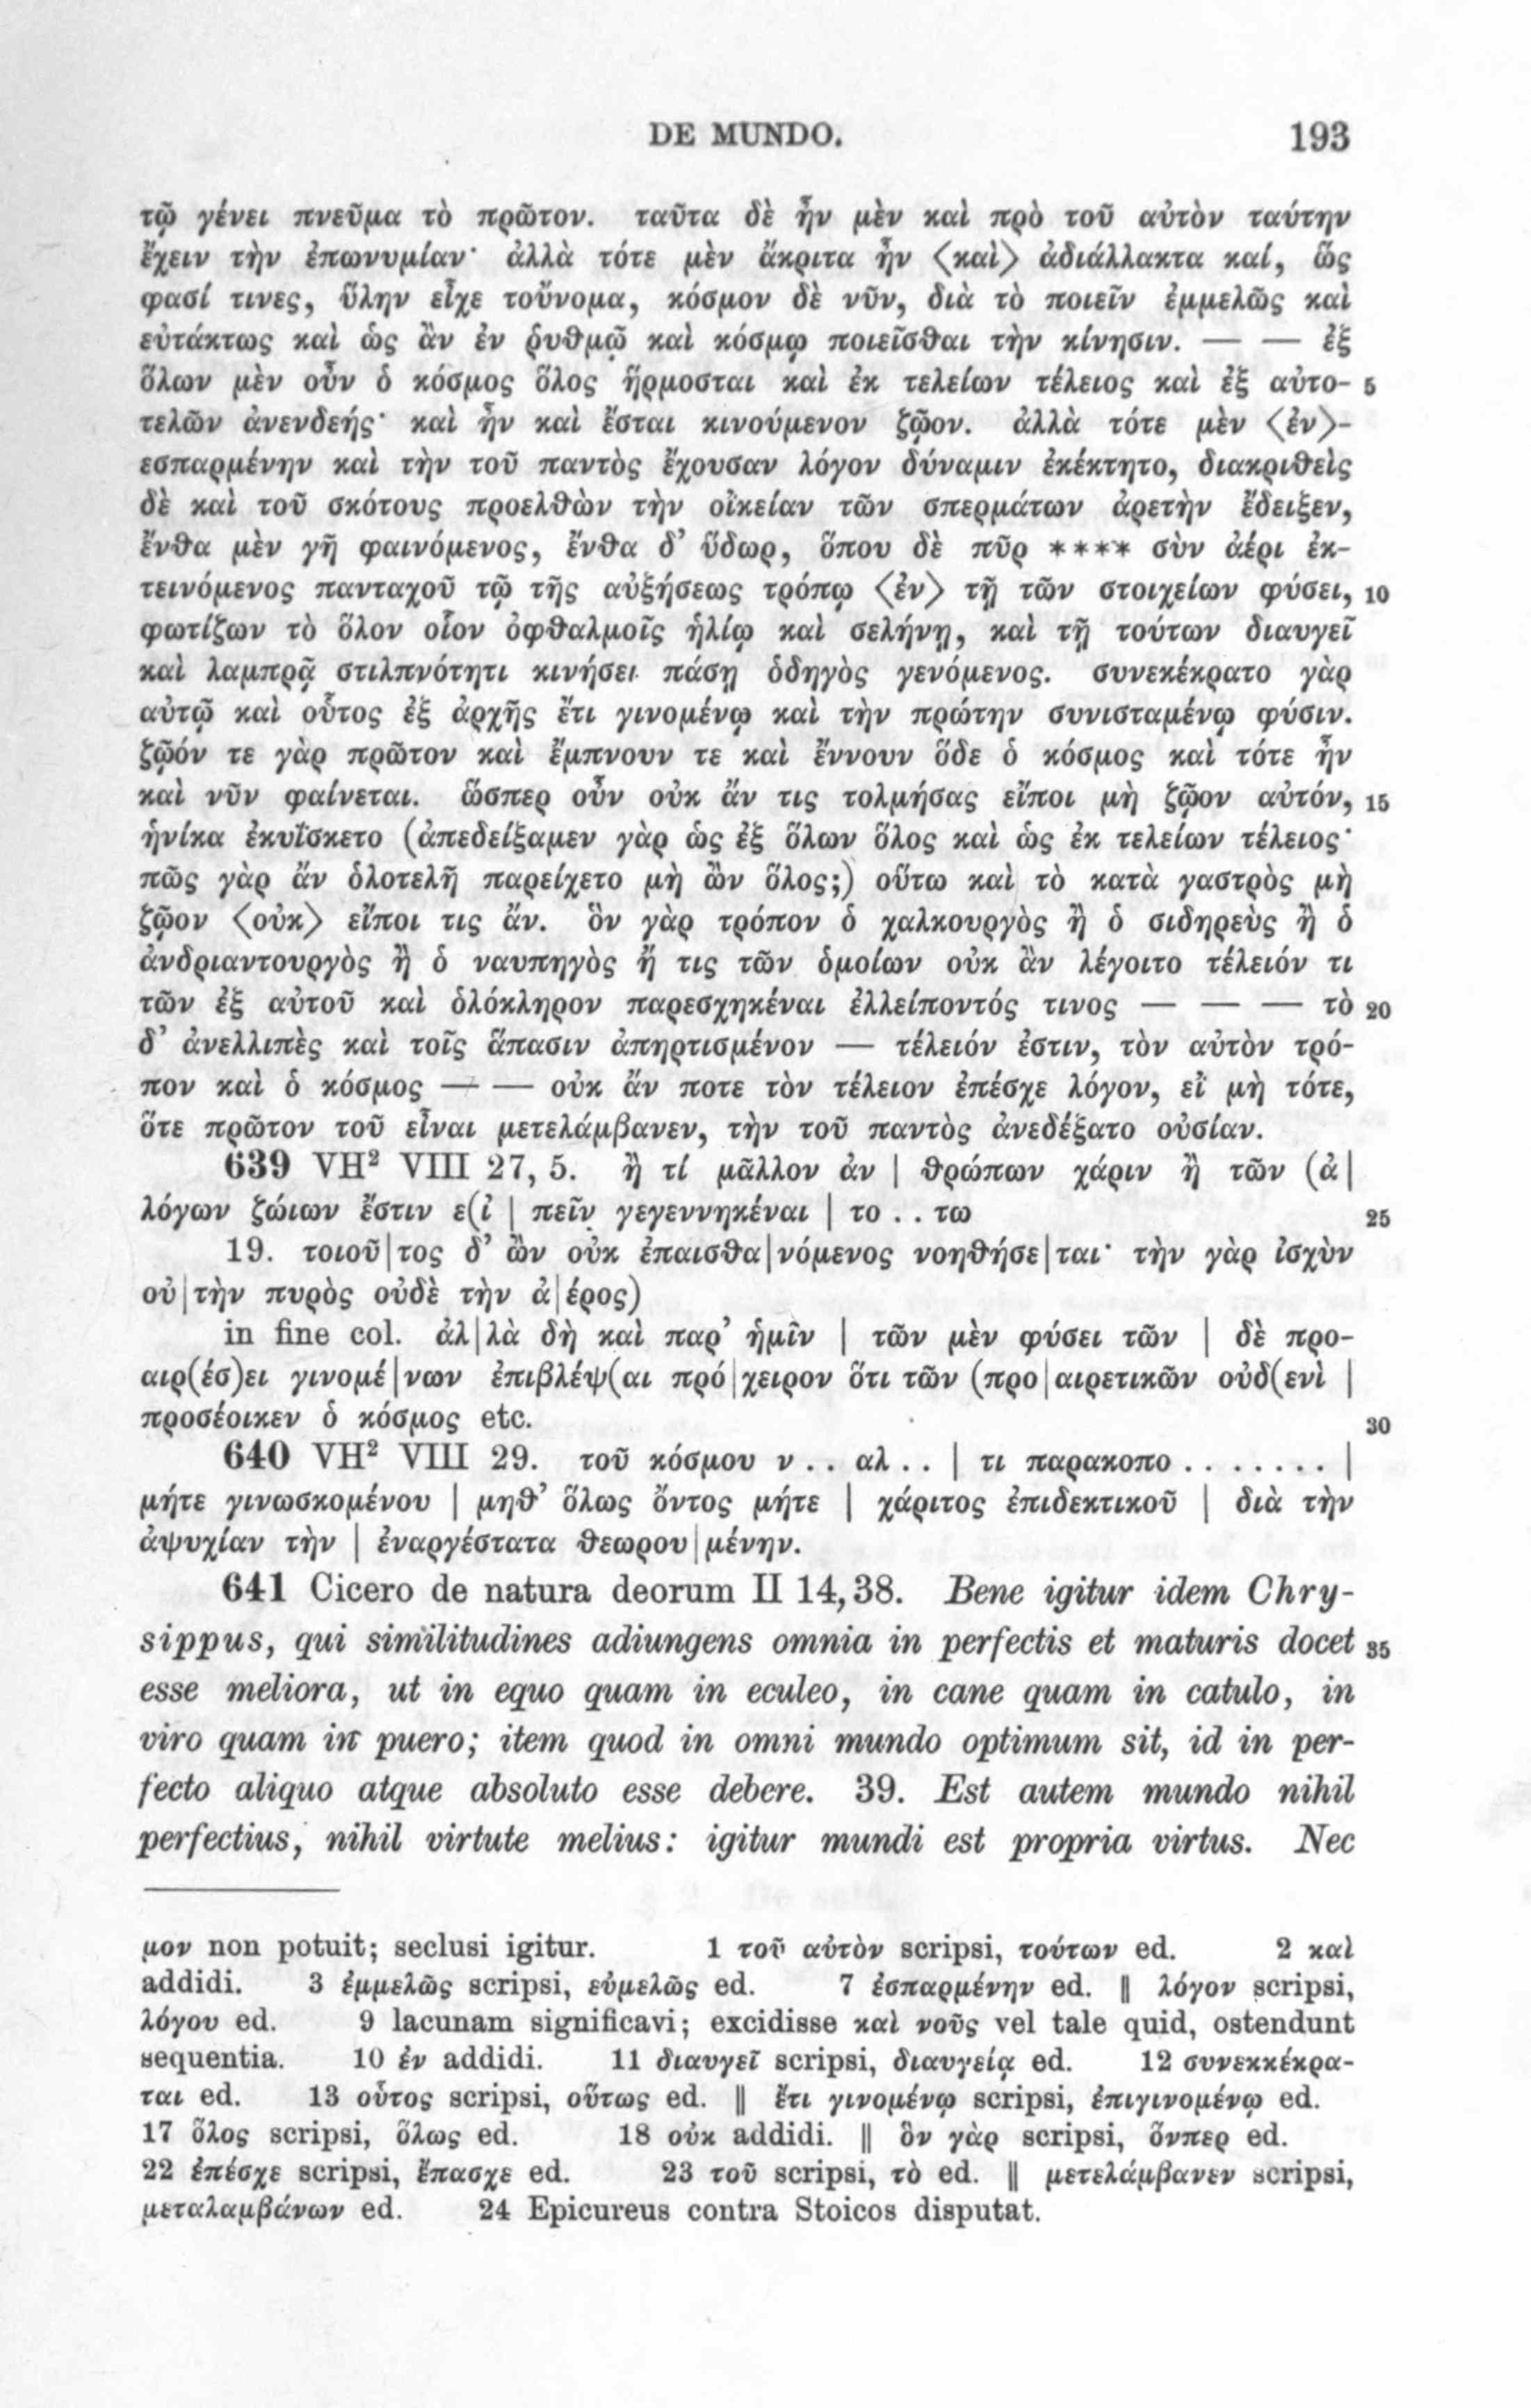 DE MUNDO. 193
τῷ γένει πνεῦμα τὸ πρῶτον. ταῦτα δὲ ἦν μὲν καὶ πρὸ τοῦ αὐτὸν ταύτην
ἔχειν τὴν ἐπωνυμίαν· ἀλλὰ τότε μὲν ἄκριτα ἦν ⟨καὶ⟩ ἀδιάλλακτα καί, ὥς
φασί τινες, ὕλην εἶχε τοὔνομα, κόσμον δὲ νῦν, διὰ τὸ ποιεῖν ἐμμελῶς καὶ
εὐτάκτως καὶ ὡς ἂν ἐν ῥυθμῷ καὶ κόσμῳ ποιεῖσθαι τὴν κίνησιν. — — ἐξ
ὅλων μὲν οὖν ὁ κόσμος ὅλος ἥρμοσται καὶ ἐκ τελείων τέλειος καὶ ἐξ αὐτο- 5
τελῶν ἀνενδεής· καὶ ἦν καὶ ἔσται κινούμενον ζῷον. ἀλλὰ τότε μὲν ⟨ἐν⟩-
εσπαρμένην καὶ τὴν τοῦ παντὸς ἔχουσαν λόγον δύναμιν ἐκέκτητο, διακριθεὶς
δὲ καὶ τοῦ σκότους προελθὼν τὴν οἰκείαν τῶν σπερμάτων ἀρετὴν ἔδειξεν,
ἔνθα μὲν γῆ φαινόμενος, ἔνθα δ’ ὕδωρ, ὅπου δὲ πῦρ **** σὺν ἀέρι ἐκ-
τεινόμενος πανταχοῦ τῷ τῆς αὐξήσεως τρόπῳ ⟨ἐν⟩ τῇ τῶν στοιχείων φύσει, 10
φωτίζων τὸ ὅλον οἷον ὀφθαλμοῖς ἡλίῳ καὶ σελήνῃ, καὶ τῇ τούτων διαυγεῖ
καὶ λαμπρᾷ στιλπνότητι κινήσει πάσῃ ὁδηγὸς γενόμενος. συνεκέκρατο γὰρ
αὐτῷ καὶ οὗτος ἐξ ἀρχῆς ἔτι γινομένῳ καὶ τὴν πρώτην συνισταμένῳ φύσιν.
ζῷόν τε γὰρ πρῶτον καὶ ἔμπνουν τε καὶ ἔννουν ὅδε ὁ κόσμος καὶ τότε ἦν
καὶ νῦν φαίνεται. ὥσπερ οὖν οὐκ ἄν τις τολμήσας εἴποι μὴ ζῷον αὐτόν, 15
ἡνίκα ἐκυΐσκετο (ἀπεδείξαμεν γὰρ ὡς ἐξ ὅλων ὅλος καὶ ὡς ἐκ τελείων τέλειος·
πῶς γὰρ ἄν ὁλοτελῆ παρείχετο μὴ ὢν ὅλος;) οὕτω καὶ τὸ κατὰ γαστρὸς μὴ
ζῷον ⟨οὐκ⟩ εἴποι τις ἄν. ὃν γὰρ τρόπον ὁ χαλκουργὸς ἢ ὁ σιδηρεὺς ἢ ὁ
ἀνδριαντουργὸς ἢ ὁ ναυπηγὸς ἤ τις τῶν ὁμοίων οὐκ ἂν λέγοιτο τέλειόν τι
τῶν ἐξ αὐτοῦ καὶ ὁλόκληρον παρεσχηκέναι ἐλλείποντός τινος — — — τὸ 20
δ’ ἀνελλιπὲς καὶ τοῖς ἅπασιν ἀπηρτισμένον — τέλειόν ἐστιν, τὸν αὐτὸν τρό-
πον καὶ ὁ κόσμος — — οὐκ ἄν ποτε τὸν τέλειον ἐπέσχε λόγον, εἰ μὴ τότε,
ὅτε πρῶτον τοῦ εἶναι μετελάμβανεν, τὴν τοῦ παντὸς ἀνεδέξατο οὐσίαν.
639 VH² VIII 27, 5. ἢ τί μᾶλλον ἀν | θρώπων χάριν ἢ τῶν (ἀ|
λόγων ζώιων ἔστιν ε(ἰ | πεῖν γεγεννηκέναι | το . . τω 25
19. τοιοῦ|τος δ’ ὢν οὐκ ἐπαισθα|νόμενος νοηθήσε|ται· τὴν γὰρ ἰσχὺν
οὐ|τὴν πυρὸς οὐδὲ τὴν ἀ|έρος)
in fine col. ἀλ|λὰ δὴ καὶ παρ’ ἡμῖν | τῶν μὲν φύσει τῶν | δὲ προ-
αιρ(έσ)ει γινομέ|νων ἐπιβλέψ(αι πρό|χειρον ὅτι τῶν (προ|αιρετικῶν οὐδ(ενὶ |
προσέοικεν ὁ κόσμος etc. 30
640 VH² VIII 29. τοῦ κόσμου ν . . αλ . . | τι παρακοπο . . . . . . . |
μήτε γινωσκομένου | μηθ’ ὅλως ὄντος μήτε | χάριτος ἐπιδεκτικοῦ | διὰ τὴν
ἀψυχίαν τὴν | ἐναργέστατα θεωρου|μένην.
641 Cicero de natura deorum II 14,38. Bene igitur idem Chry-
sippus, qui similitudines adiungens omnia in perfectis et maturis docet 35
esse meliora, ut in equo quam in eculeo, in cane quam in catulo, in
viro quam in puero; item quod in omni mundo optimum sit, id in per-
fecto aliquo atque absoluto esse debere. 39. Est autem mundo nihil
perfectius, nihil virtute melius: igitur mundi est propria virtus. Nec
μον non potuit; seclusi igitur. 1 τοῦ αὐτὸν scripsi, τούτων ed. 2 καὶ
addidi. 3 ἐμμελῶς scripsi, εὐμελῶς ed. 7 ἐσπαρμένην ed. || λόγον scripsi,
λόγου ed. 9 lacunam significavi; excidisse καὶ νοῦς vel tale quid, ostendunt
sequentia. 10 ἐν addidi. 11 διαυγεῖ scripsi, διαυγείᾳ ed. 12 συνεκκέκρα-
ται ed. 13 οὗτος scripsi, οὕτως ed. || ἔτι γινομένῳ scripsi, ἐπιγινομένῳ ed.
17 ὅλος scripsi, ὅλως ed. 18 οὐκ addidi. || ὃν γὰρ scripsi, ὅνπερ ed.
22 ἐπέσχε scripsi, ἔπασχε ed. 23 τοῦ scripsi, τὸ ed. || μετελάμβανεν scripsi,
μεταλαμβάνων ed. 24 Epicureus contra Stoicos disputat.